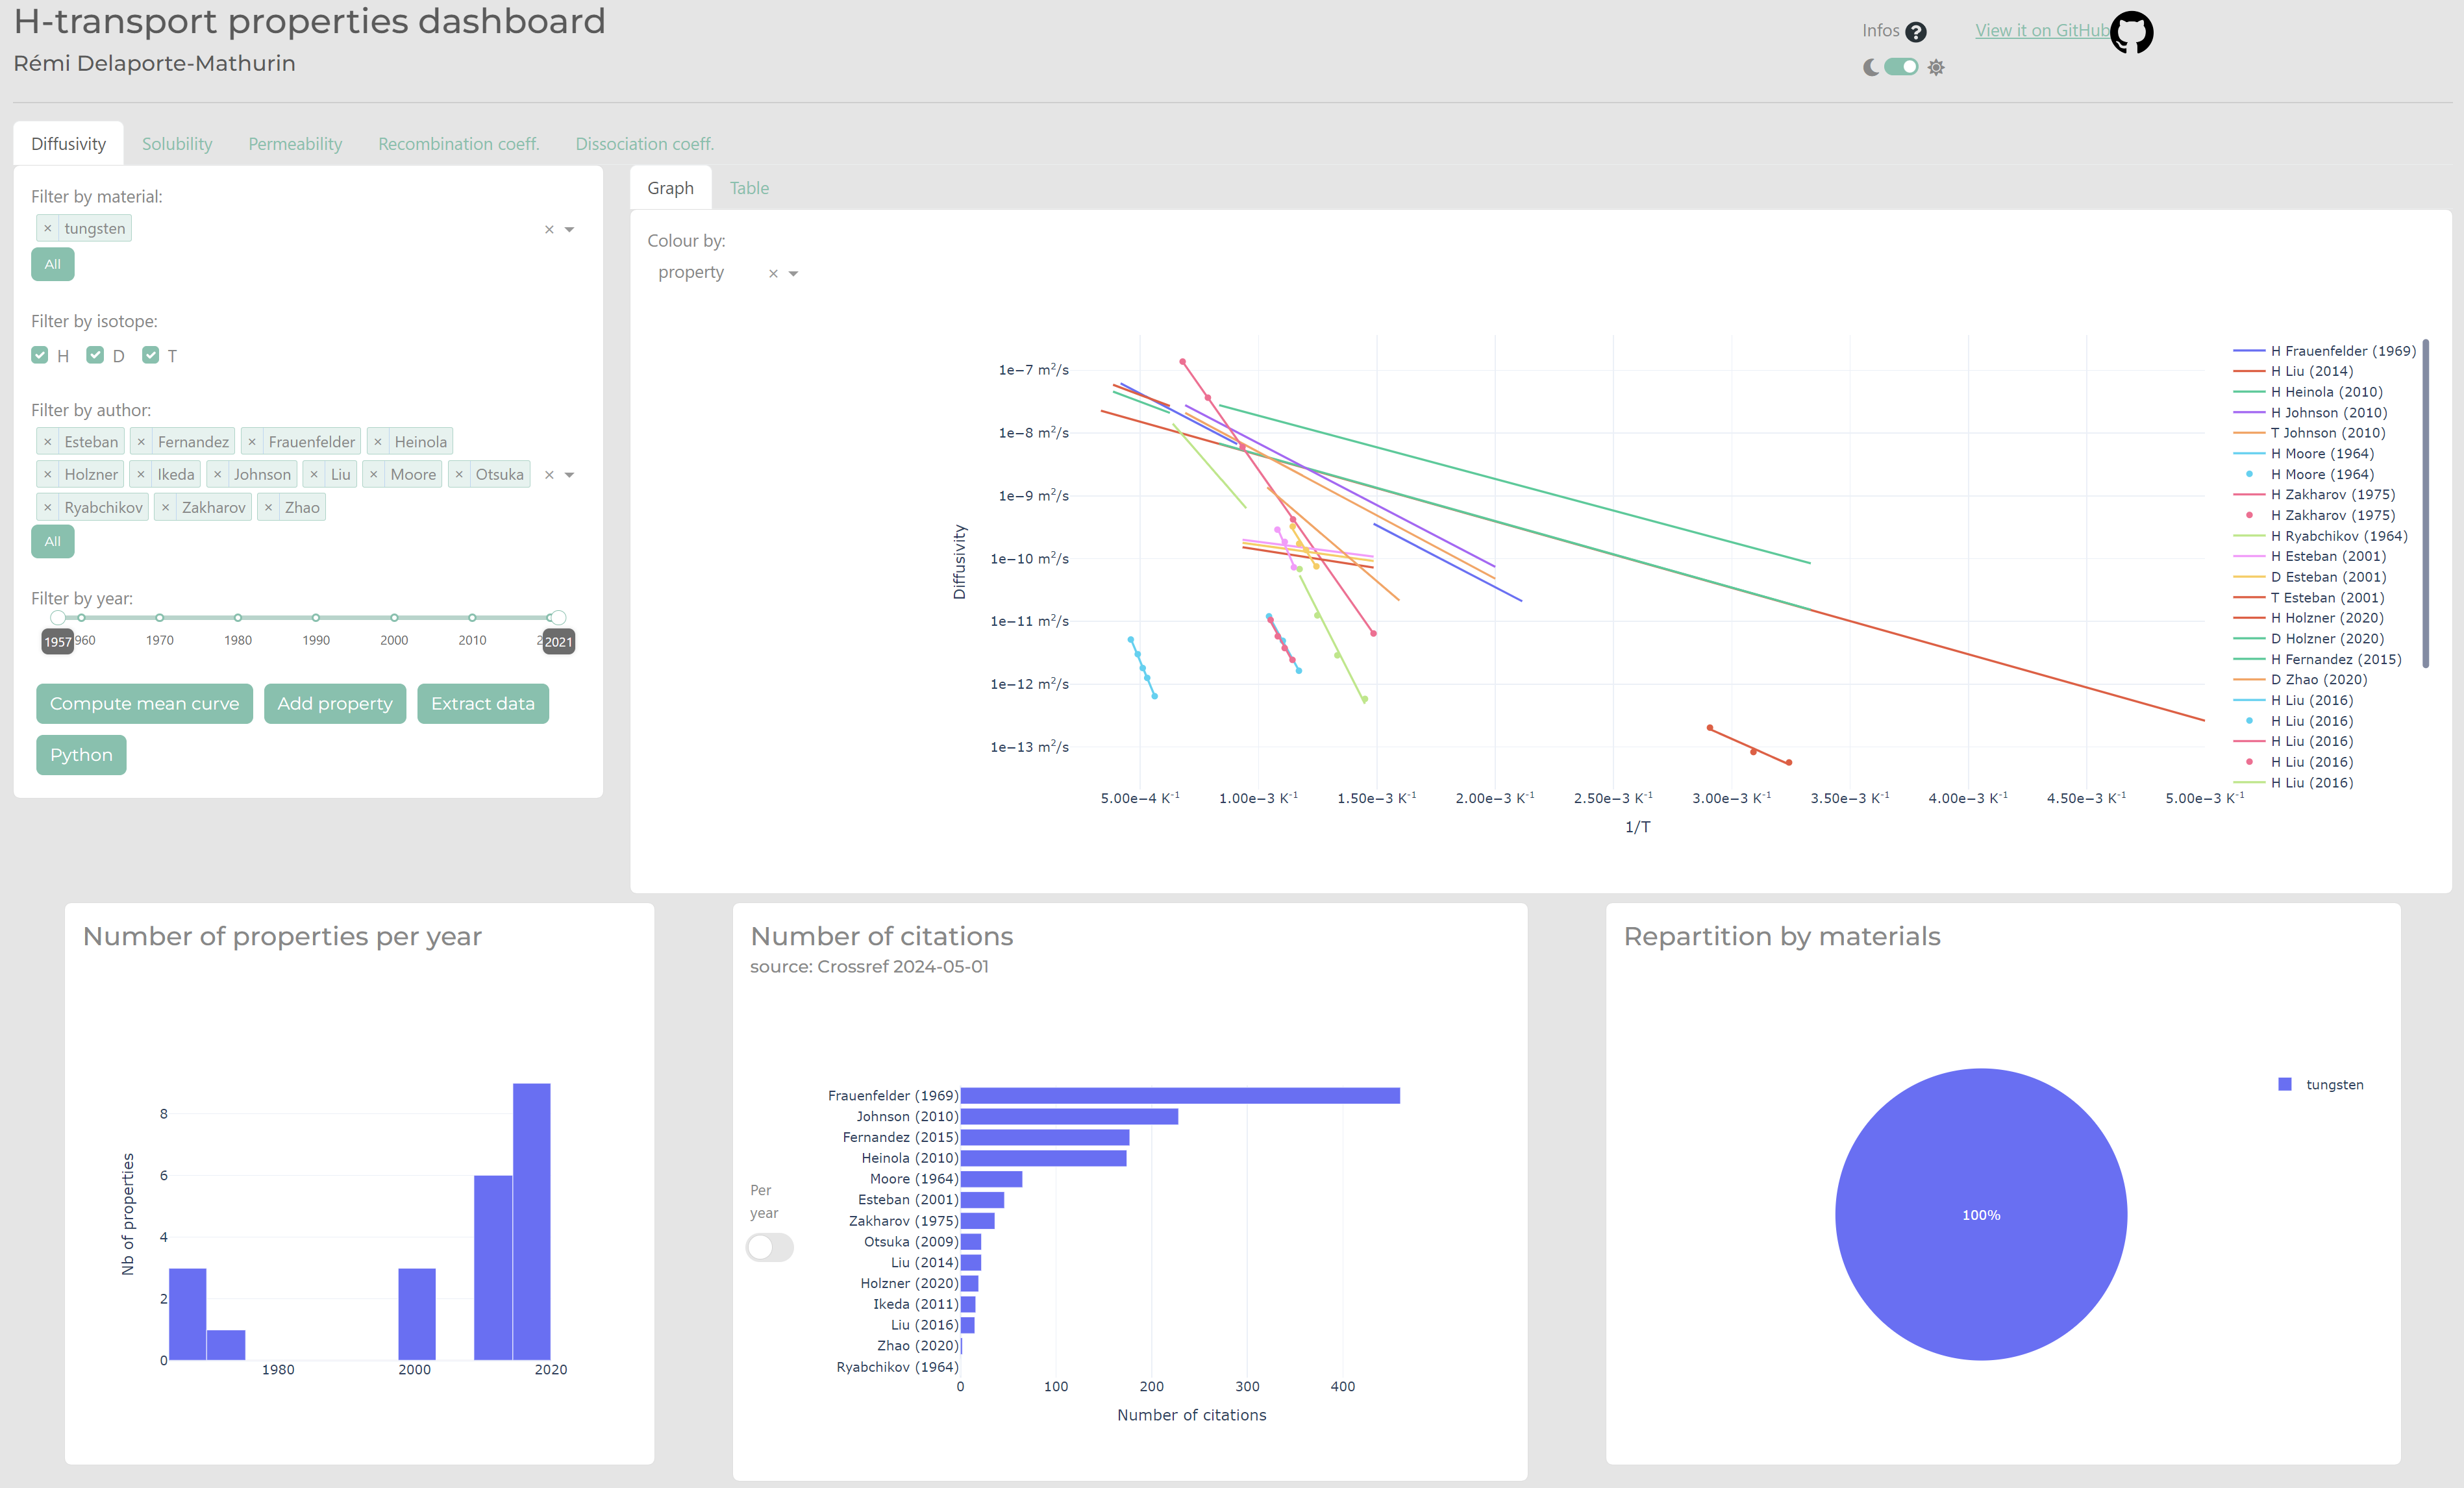 H-transport properties dashboard
Rémi Delaporte-Mathurin
Infos ?
View it on GitHub
Diffusivity Solubility Permeability Recombination coeff. Dissociation coeff.
Filter by material:
× tungsten ×
All
Filter by isotope:
H D T
Filter by author:
× Esteban × Fernandez × Frauenfelder × Heinola
× Holzner × Ikeda × Johnson × Liu × Moore × Otsuka ×
× Ryabchikov × Zakharov × Zhao
All
Filter by year:
1957 960 1970 1980 1990 2000 2010 2 2021
Compute mean curve Add property Extract data
Python
Graph Table
Colour by:
property ×
Diffusivity
1e−7 m²/s
1e−8 m²/s
1e−9 m²/s
1e−10 m²/s
1e−11 m²/s
1e−12 m²/s
1e−13 m²/s
5.00e−4 K⁻¹ 1.00e−3 K⁻¹ 1.50e−3 K⁻¹ 2.00e−3 K⁻¹ 2.50e−3 K⁻¹ 3.00e−3 K⁻¹ 3.50e−3 K⁻¹ 4.00e−3 K⁻¹ 4.50e−3 K⁻¹ 5.00e−3 K⁻¹
1/T
H Frauenfelder (1969)
H Liu (2014)
H Heinola (2010)
H Johnson (2010)
T Johnson (2010)
H Moore (1964)
H Moore (1964)
H Zakharov (1975)
H Zakharov (1975)
H Ryabchikov (1964)
H Esteban (2001)
D Esteban (2001)
T Esteban (2001)
H Holzner (2020)
D Holzner (2020)
H Fernandez (2015)
D Zhao (2020)
H Liu (2016)
H Liu (2016)
H Liu (2016)
H Liu (2016)
H Liu (2016)
Number of properties per year
Nb of properties
8
6
4
2
0
1980 2000 2020
Number of citations
source: Crossref 2024-05-01
Per
year
Frauenfelder (1969)
Johnson (2010)
Fernandez (2015)
Heinola (2010)
Moore (1964)
Esteban (2001)
Zakharov (1975)
Otsuka (2009)
Liu (2014)
Holzner (2020)
Ikeda (2011)
Liu (2016)
Zhao (2020)
Ryabchikov (1964)
0 100 200 300 400
Number of citations
Repartition by materials
100%
tungsten